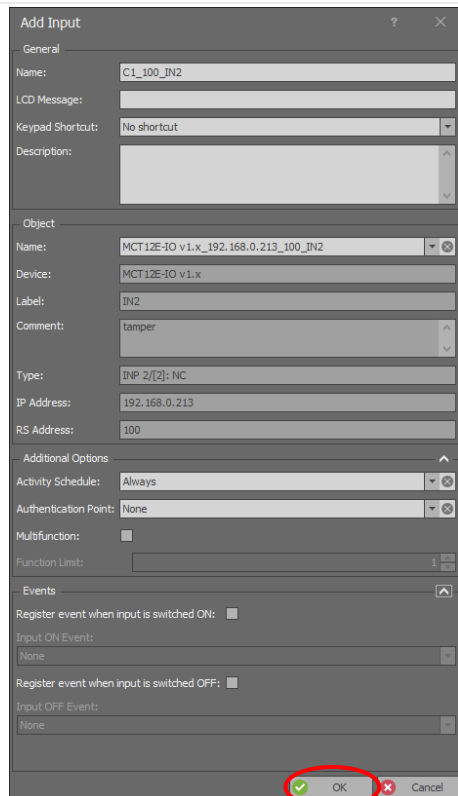 Add Input ?
General
Name: C1_100_IN2
LCD Message:
Keypad Shortcut: No shortcut
Description:
Object
Name: MCT12E-IO v1.x_192.168.0.213_100_IN2
Device: MCT12E-IO v1.x
Label: IN2
Comment: tamper
Type: INP 2/[2]: NC
IP Address: 192.168.0.213
RS Address: 100
Additional Options
Activity Schedule: Always
Authentication Point: None
Multifunction:
Function Limit: 1
Events
Register event when input is switched ON:
Input ON Event:
None
Register event when input is switched OFF:
Input OFF Event:
None
OK Cancel